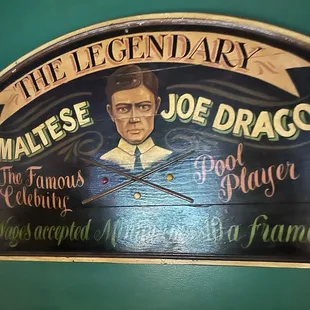 THE LEGENDARY
MALTESE JOE DRAGO
The Famous Celebrity
Pool Player
Wages accepted a frame